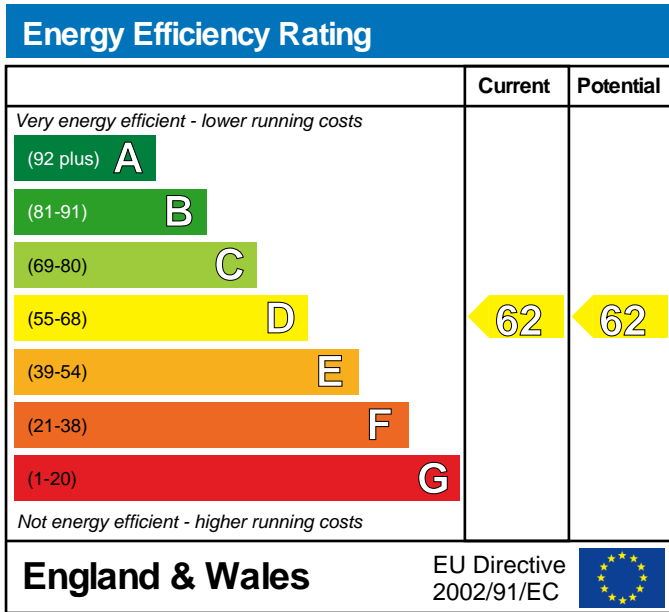 Energy Efficiency Rating
Current Potential
Very energy efficient - lower running costs
(92 plus) A
(81-91) B
(69-80) C
(55-68) D 62 62
(39-54) E
(21-38) F
(1-20) G
Not energy efficient - higher running costs
England & Wales
EU Directive
2002/91/EC